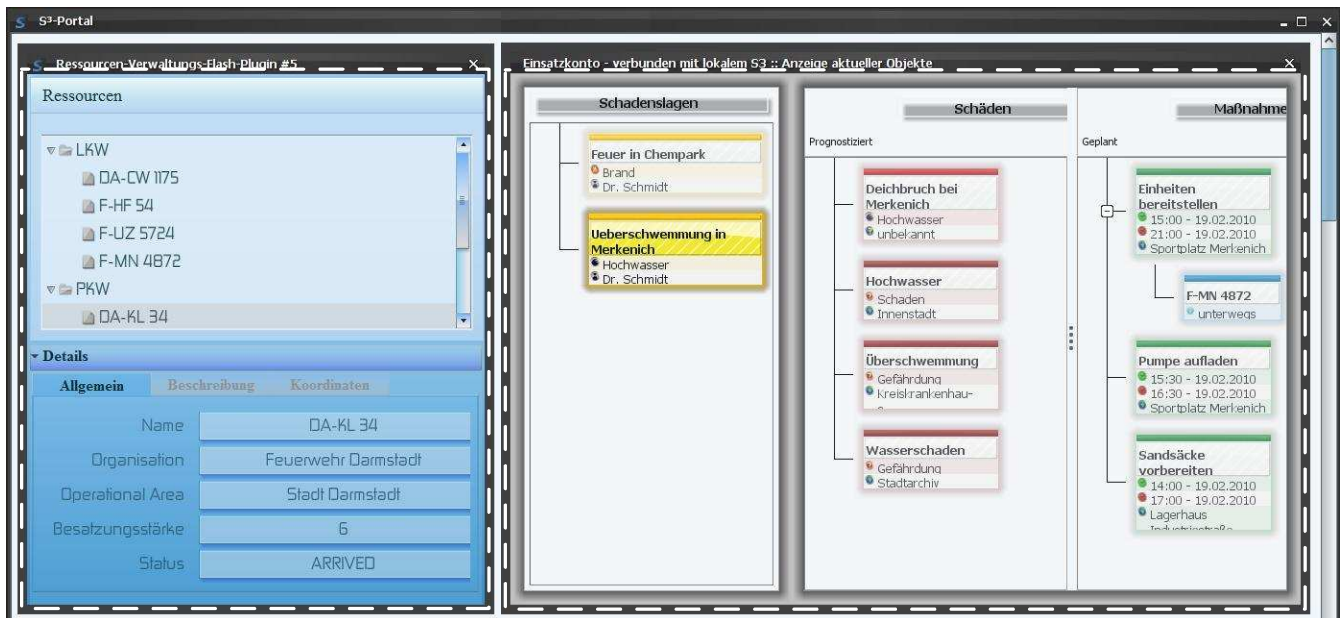 S³-Portal
Ressourcen-Verwaltungs-Flash-Plugin #5
Ressourcen
LKW
DA-CW 1175
F-HF 54
F-UZ 5724
F-MN 4872
PKW
DA-KL 34
Details
Allgemein Beschreibung Koordinaten
Name DA-KL 34
Organisation Feuerwehr Darmstadt
Operational Area Stadt Darmstadt
Besatzungsstärke 6
Status ARRIVED
Einsatzkonto - verbunden mit lokalem S3 :: Anzeige aktueller Objekte
Schadenslagen
Feuer in Chempark
Brand
Dr. Schmidt
Ueberschwemmung in
Merkenich
Hochwasser
Dr. Schmidt
Schäden
Prognostiziert
Deichbruch bei
Merkenich
Hochwasser
unbekannt
Hochwasser
Schaden
Innenstadt
Überschwemmung
Gefährdung
Kreiskrankenhau-
Wasserschaden
Gefährdung
Stadtarchiv
Maßnahme
Geplant
Einheiten
bereitstellen
15:00 - 19.02.2010
21:00 - 19.02.2010
Sportplatz Merkenich
F-MN 4872
unterwegs
Pumpe aufladen
15:30 - 19.02.2010
16:30 - 19.02.2010
Sportplatz Merkenich
Sandsäcke
vorbereiten
14:00 - 19.02.2010
17:00 - 19.02.2010
Lagerhaus
Industriestraße